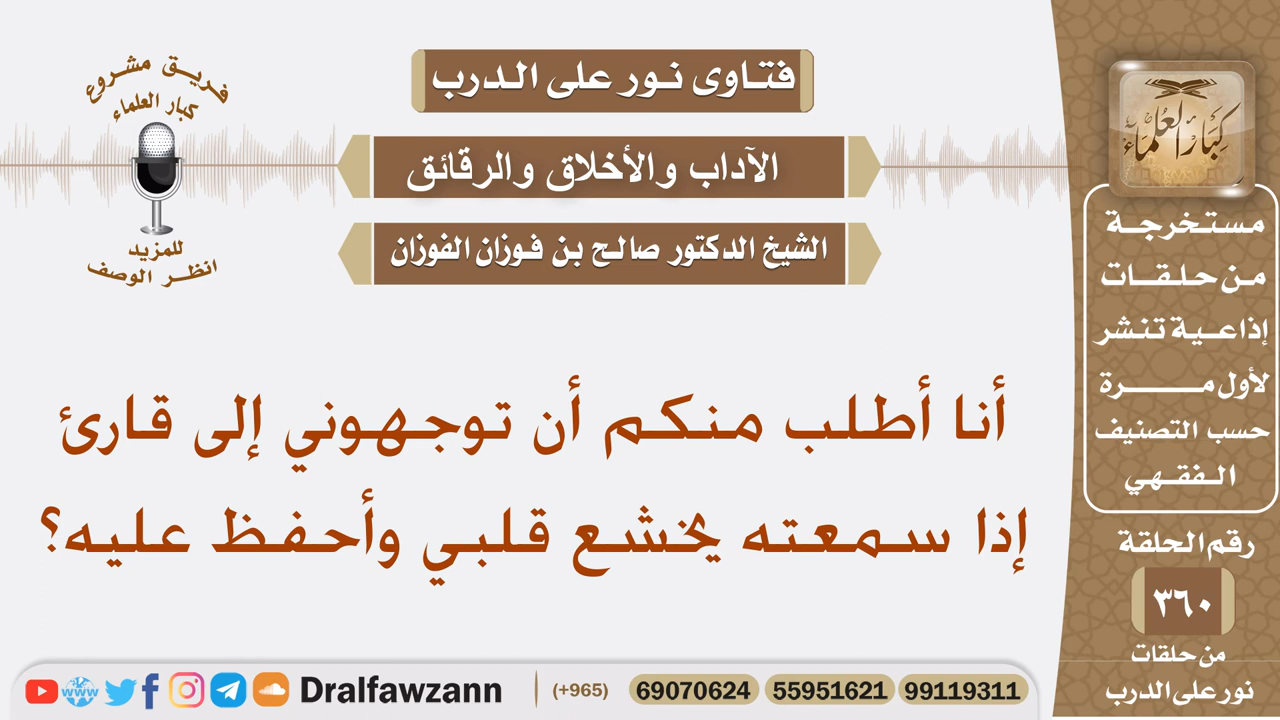 فتاوى نور على الدرب
الآداب والأخلاق والرقائق
الشيخ الدكتور صالح بن فوزان الفوزان
فريق مشروع
كبار العلماء
للمزيد
انظر الوصف
أنا أطلب منكم أن توجهوني إلى قارئ
إذا سمعته يخشع قلبي وأحفظ عليه؟
كبار العلماء
مستخرجة
من حلقات
إذاعية تنشر
لأول مرة
حسب التصنيف
الفقهي
رقم الحلقة
٣٦٠
من حلقات
نور على الدرب
www Dralfawzann (+965) 69070624 55951621 99119311